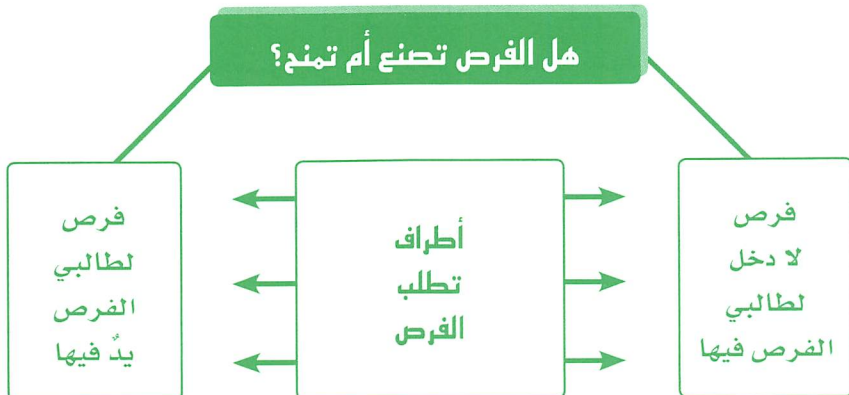 هل الفرص تصنع أم تمنح؟
فرص
لا دخل
لطالبي
الفرص فيها
أطراف
تطلب
الفرص
فرص
لطالبي
الفرص
يدٌ فيها